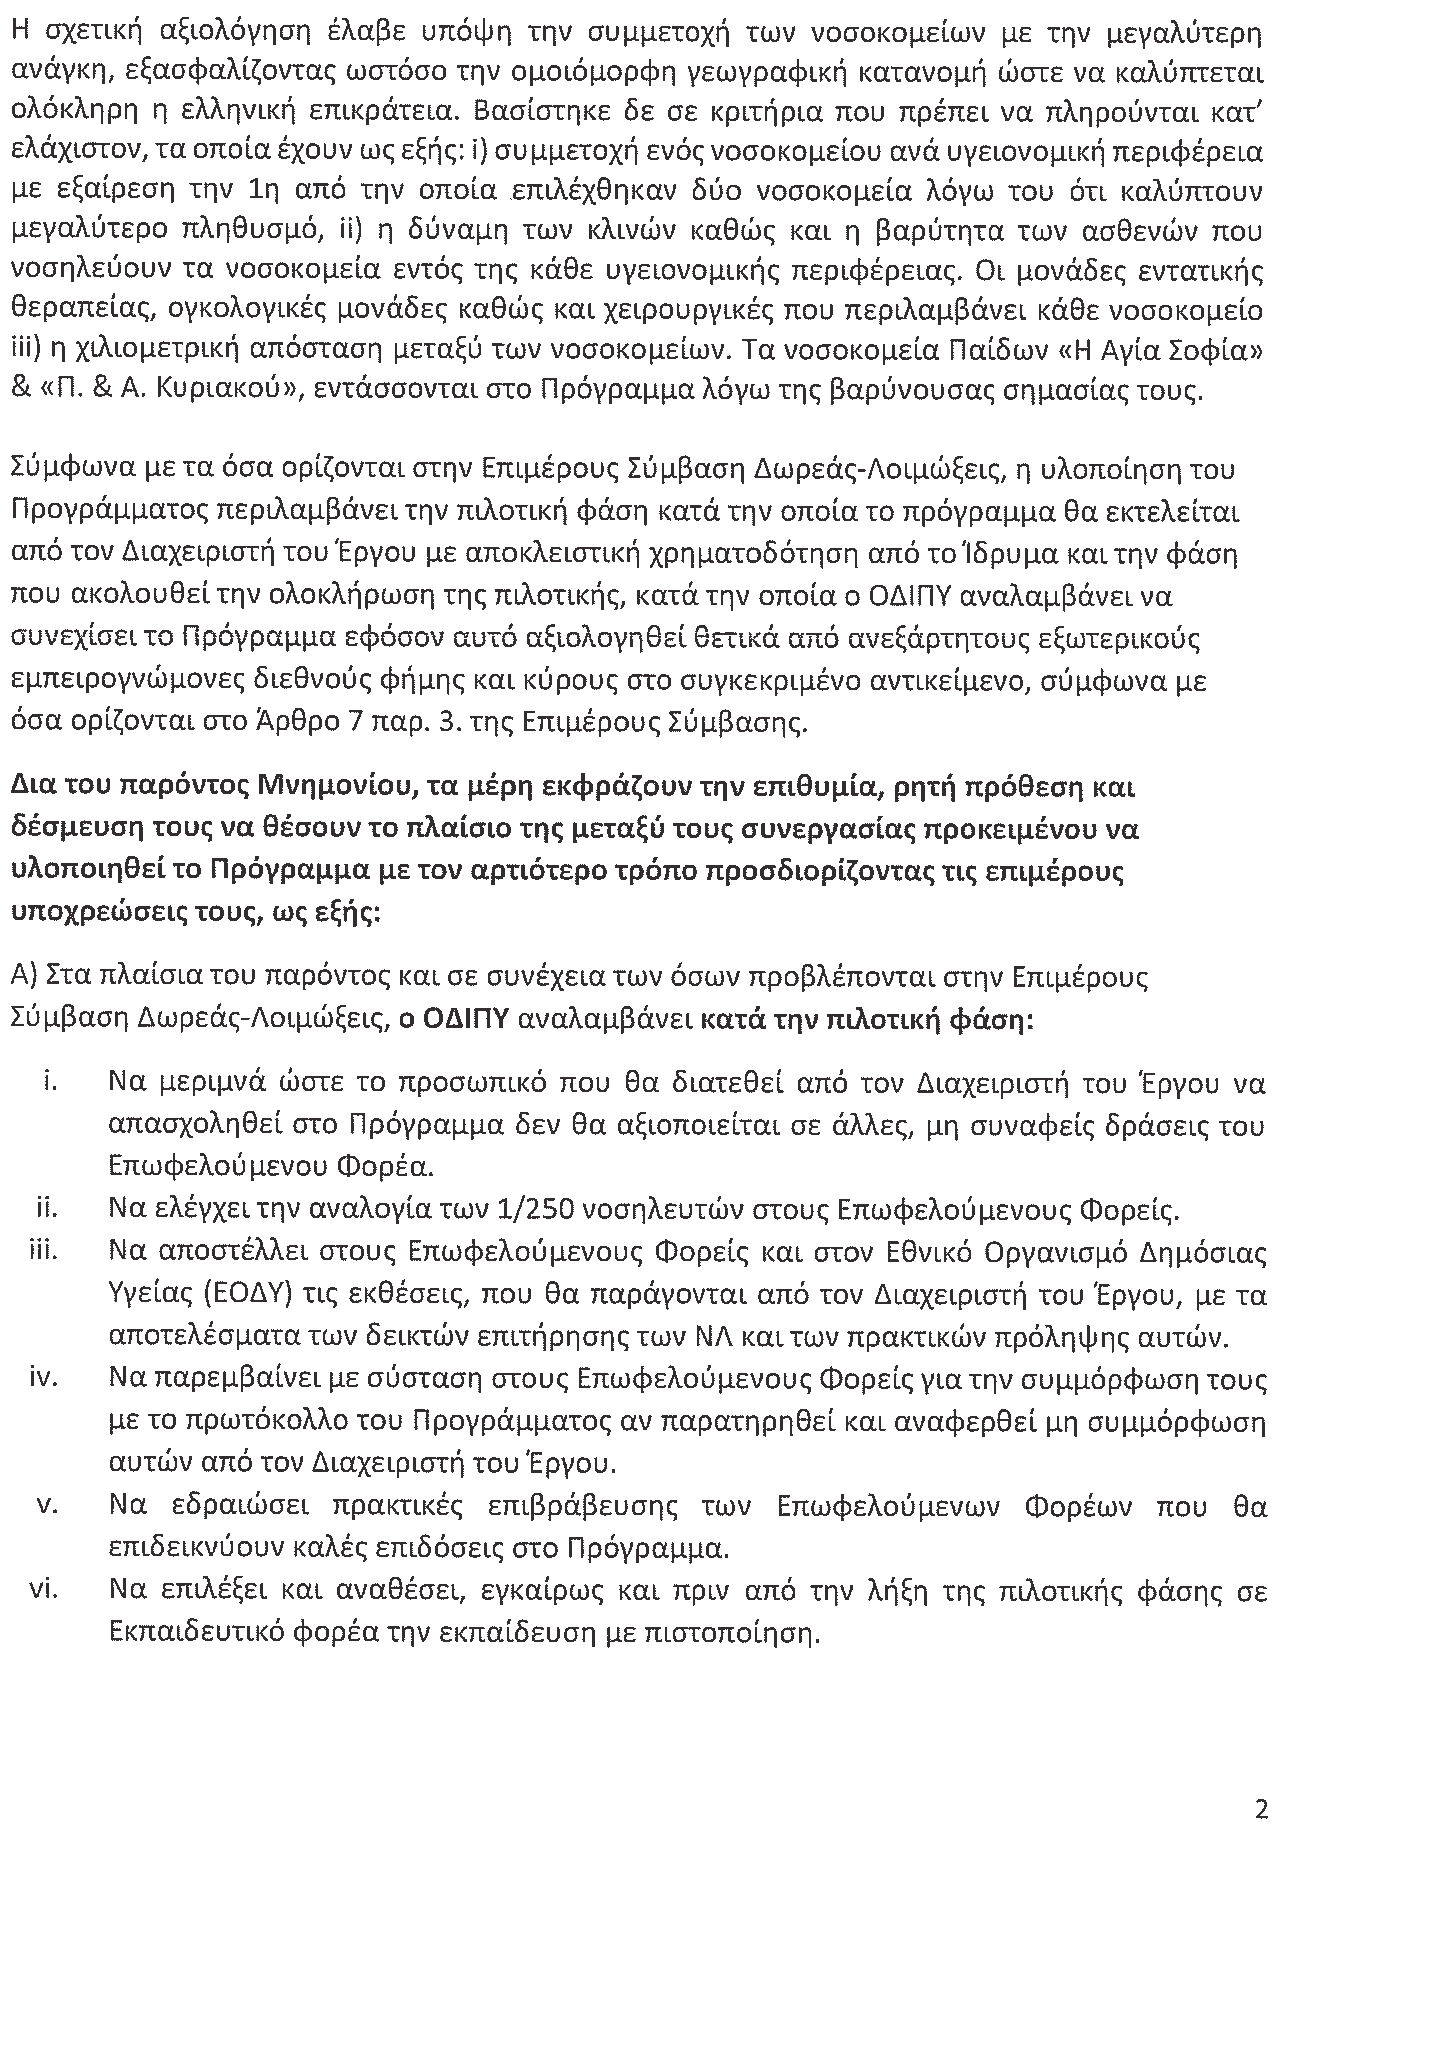 Η σχετική αξιολόγηση έλαβε υπόψη την συμμετοχή των νοσοκομείων με την μεγαλύτερη
ανάγκη, εξασφαλίζοντας ωστόσο την ομοιόμορφη γεωγραφική κατανομή ώστε να καλύπτεται
ολόκληρη η ελληνική επικράτεια. Βασίστηκε δε σε κριτήρια που πρέπει να πληρούνται κατ’
ελάχιστον, τα οποία έχουν ως εξής: i) συμμετοχή ενός νοσοκομείου ανά υγειονομική περιφέρεια
με εξαίρεση την 1η από την οποία επιλέχθηκαν δύο νοσοκομεία λόγω του ότι καλύπτουν
μεγαλύτερο πληθυσμό, ii) η δύναμη των κλινών καθώς και η βαρύτητα των ασθενών που
νοσηλεύουν τα νοσοκομεία εντός της κάθε υγειονομικής περιφέρειας. Οι μονάδες εντατικής
θεραπείας, ογκολογικές μονάδες καθώς και χειρουργικές που περιλαμβάνει κάθε νοσοκομείο
iii) η χιλιομετρική απόσταση μεταξύ των νοσοκομείων. Τα νοσοκομεία Παίδων «Η Αγία Σοφία»
& «Π. & Α. Κυριακού», εντάσσονται στο Πρόγραμμα λόγω της βαρύνουσας σημασίας τους.
Σύμφωνα με τα όσα ορίζονται στην Επιμέρους Σύμβαση Δωρεάς-Λοιμώξεις, η υλοποίηση του
Προγράμματος περιλαμβάνει την πιλοτική φάση κατά την οποία το πρόγραμμα θα εκτελείται
από τον Διαχειριστή του Έργου με αποκλειστική χρηματοδότηση από το Ίδρυμα και την φάση
που ακολουθεί την ολοκλήρωση της πιλοτικής, κατά την οποία ο ΟΔΙΠΥ αναλαμβάνει να
συνεχίσει το Πρόγραμμα εφόσον αυτό αξιολογηθεί θετικά από ανεξάρτητους εξωτερικούς
εμπειρογνώμονες διεθνούς φήμης και κύρους στο συγκεκριμένο αντικείμενο, σύμφωνα με
όσα ορίζονται στο Άρθρο 7 παρ. 3. της Επιμέρους Σύμβασης.
Δια του παρόντος Μνημονίου, τα μέρη εκφράζουν την επιθυμία, ρητή πρόθεση και
δέσμευση τους να θέσουν το πλαίσιο της μεταξύ τους συνεργασίας προκειμένου να
υλοποιηθεί το Πρόγραμμα με τον αρτιότερο τρόπο προσδιορίζοντας τις επιμέρους
υποχρεώσεις τους, ως εξής:
Α) Στα πλαίσια του παρόντος και σε συνέχεια των όσων προβλέπονται στην Επιμέρους
Σύμβαση Δωρεάς-Λοιμώξεις, ο ΟΔΙΠΥ αναλαμβάνει κατά την πιλοτική φάση:
i. Να μεριμνά ώστε το προσωπικό που θα διατεθεί από τον Διαχειριστή του Έργου να
απασχοληθεί στο Πρόγραμμα δεν θα αξιοποιείται σε άλλες, μη συναφείς δράσεις του
Επωφελούμενου Φορέα.
ii. Να ελέγχει την αναλογία των 1/250 νοσηλευτών στους Επωφελούμενους Φορείς.
iii. Να αποστέλλει στους Επωφελούμενους Φορείς και στον Εθνικό Οργανισμό Δημόσιας
Υγείας (ΕΟΔΥ) τις εκθέσεις, που θα παράγονται από τον Διαχειριστή του Έργου, με τα
αποτελέσματα των δεικτών επιτήρησης των ΝΛ και των πρακτικών πρόληψης αυτών.
iv. Να παρεμβαίνει με σύσταση στους Επωφελούμενους Φορείς για την συμμόρφωση τους
με το πρωτόκολλο του Προγράμματος αν παρατηρηθεί και αναφερθεί μη συμμόρφωση
αυτών από τον Διαχειριστή του Έργου.
v. Να εδραιώσει πρακτικές επιβράβευσης των Επωφελούμενων Φορέων που θα
επιδεικνύουν καλές επιδόσεις στο Πρόγραμμα.
vi. Να επιλέξει και αναθέσει, εγκαίρως και πριν από την λήξη της πιλοτικής φάσης σε
Εκπαιδευτικό φορέα την εκπαίδευση με πιστοποίηση.
2